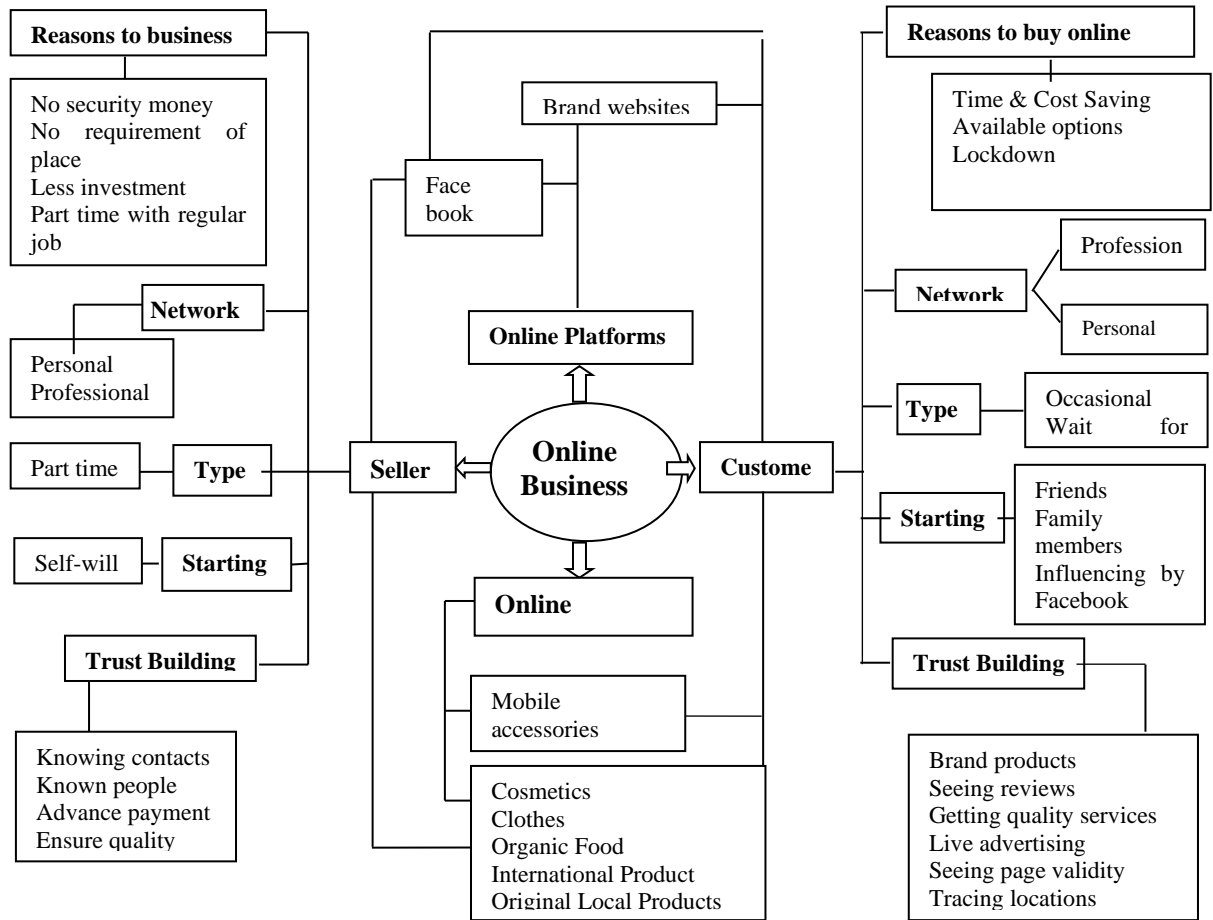 Reasons to business
No security money
No requirement of
place
Less investment
Part time with regular
job
Network
Personal
Professional
Part time
Type
Self-will
Starting
Trust Building
Knowing contacts
Known people
Advance payment
Ensure quality
Brand websites
Face
book
Online Platforms
Seller
Online
Business
Custome
Online
Mobile
accessories
Cosmetics
Clothes
Organic Food
International Product
Original Local Products
Reasons to buy online
Time & Cost Saving
Available options
Lockdown
Network
Profession
Personal
Type
Occasional
Wait for
Starting
Friends
Family
members
Influencing by
Facebook
Trust Building
Brand products
Seeing reviews
Getting quality services
Live advertising
Seeing page validity
Tracing locations